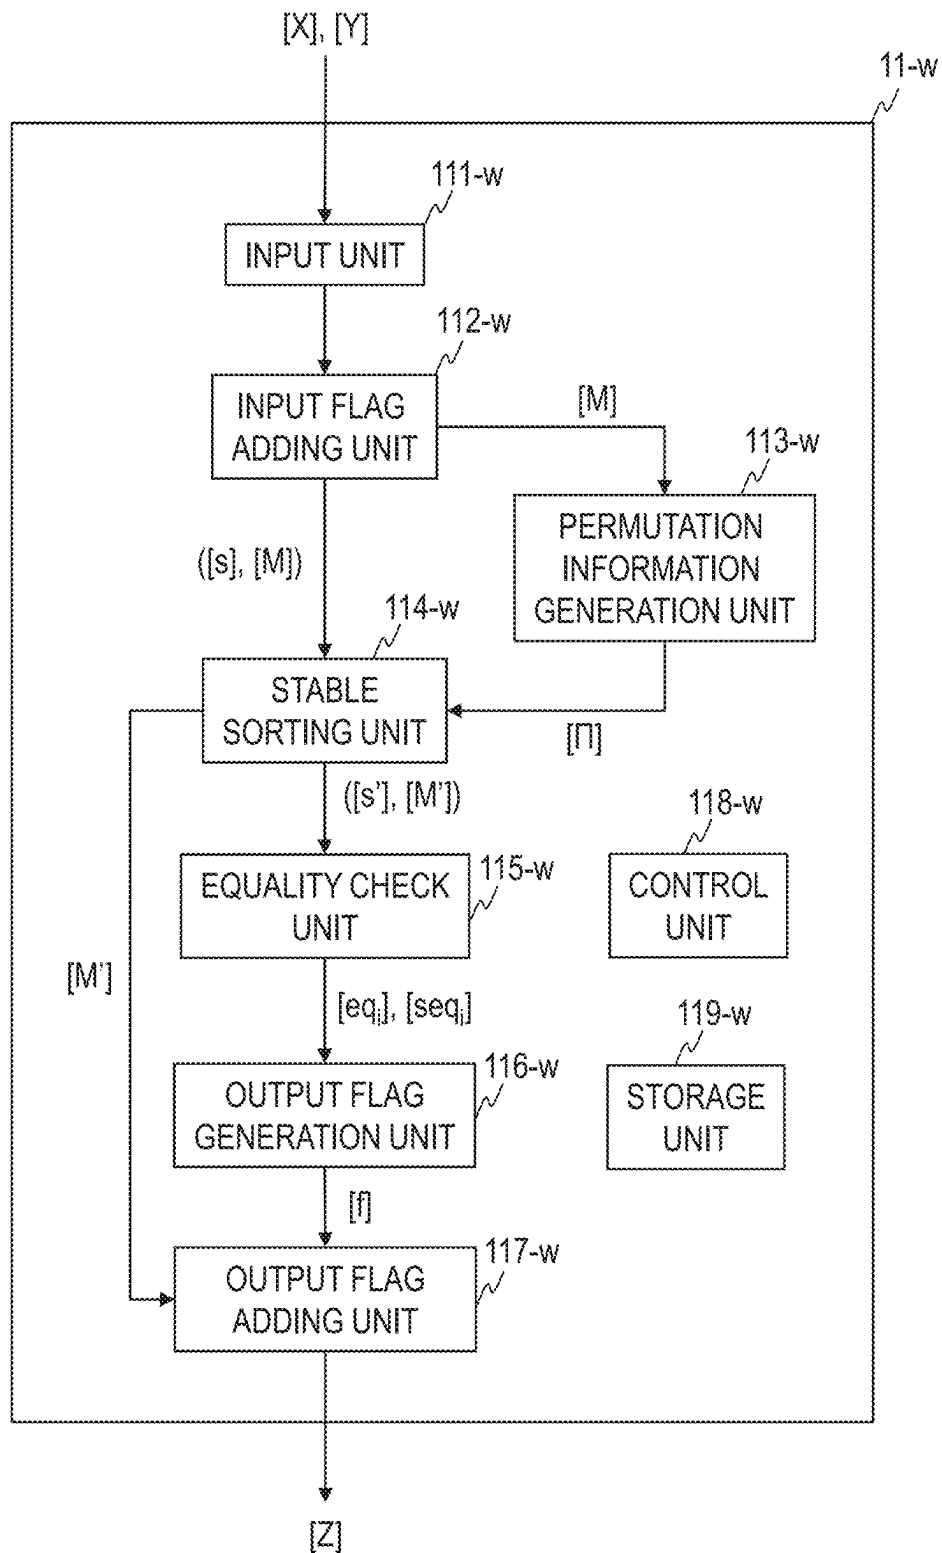 [X], [Y]
11-w
111-w
INPUT UNIT
112-w
INPUT FLAG
ADDING UNIT
[M]
113-w
PERMUTATION
INFORMATION
GENERATION UNIT
([s], [M])
114-w
STABLE
SORTING UNIT
[Π]
([s'], [M'])
118-w
CONTROL
UNIT
115-w
EQUALITY CHECK
UNIT
[M']
[eqi], [seqi]
119-w
STORAGE
UNIT
116-w
OUTPUT FLAG
GENERATION UNIT
[f]
117-w
OUTPUT FLAG
ADDING UNIT
[Z]